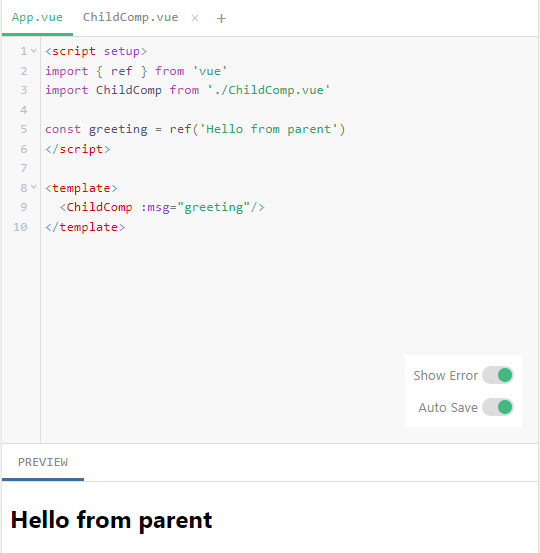 App.vue ChildComp.vue × +
1 <script setup>
2 import { ref } from 'vue'
3 import ChildComp from './ChildComp.vue'
4
5 const greeting = ref('Hello from parent')
6 </script>
7
8 <template>
9   <ChildComp :msg="greeting"/>
10 </template>
Show Error
Auto Save
PREVIEW
Hello from parent